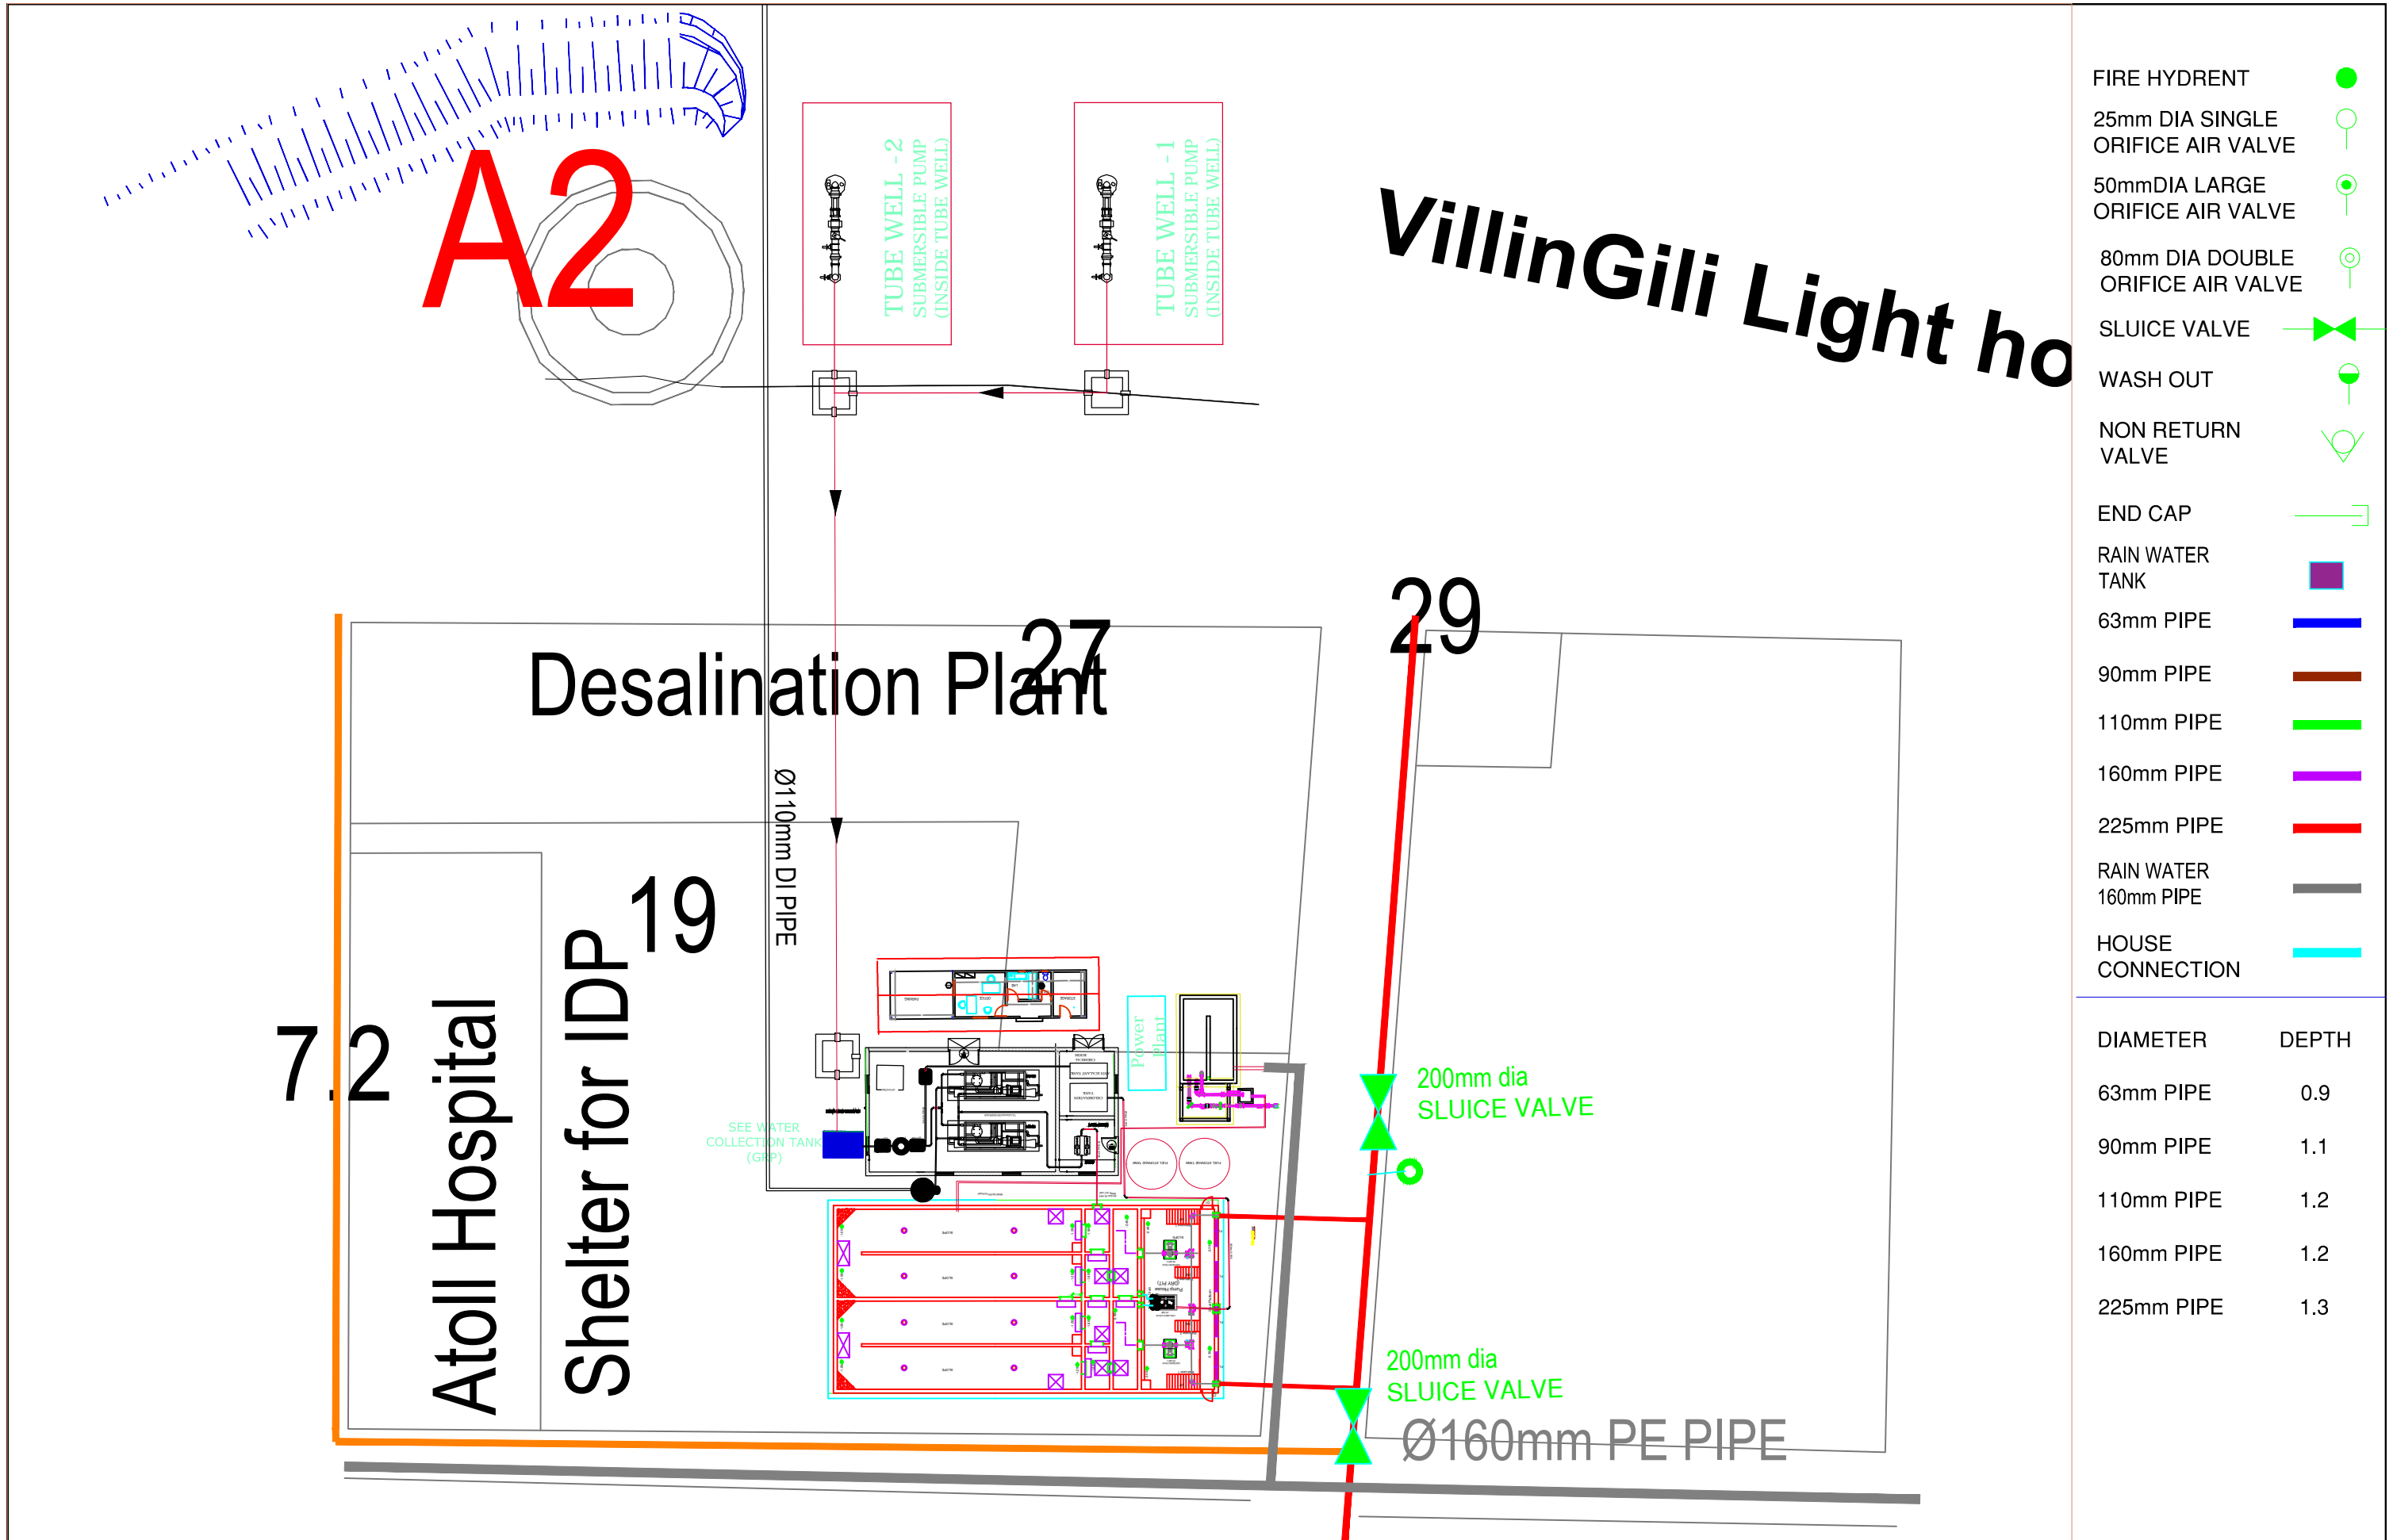 A2
TUBE WELL -2
SUBMERSIBLE PUMP
(INSIDE TUBE WELL)
TUBE WELL -1
SUBMERSIBLE PUMP
(INSIDE TUBE WELL)
VillinGili Light ho
27
29
Desalination Plant
Ø110mm DI PIPE
19
7.2
Atoll Hospital
Shelter for IDP
Power
Plant
SEE WATER
COLLECTION TANK
(GRP)
200mm dia
SLUICE VALVE
200mm dia
SLUICE VALVE
Ø160mm PE PIPE
FIRE HYDRENT
25mm DIA SINGLE
ORIFICE AIR VALVE
50mmDIA LARGE
ORIFICE AIR VALVE
80mm DIA DOUBLE
ORIFICE AIR VALVE
SLUICE VALVE
WASH OUT
NON RETURN
VALVE
END CAP
RAIN WATER
TANK
63mm PIPE
90mm PIPE
110mm PIPE
160mm PIPE
225mm PIPE
RAIN WATER
160mm PIPE
HOUSE
CONNECTION
DIAMETER DEPTH
63mm PIPE 0.9
90mm PIPE 1.1
110mm PIPE 1.2
160mm PIPE 1.2
225mm PIPE 1.3